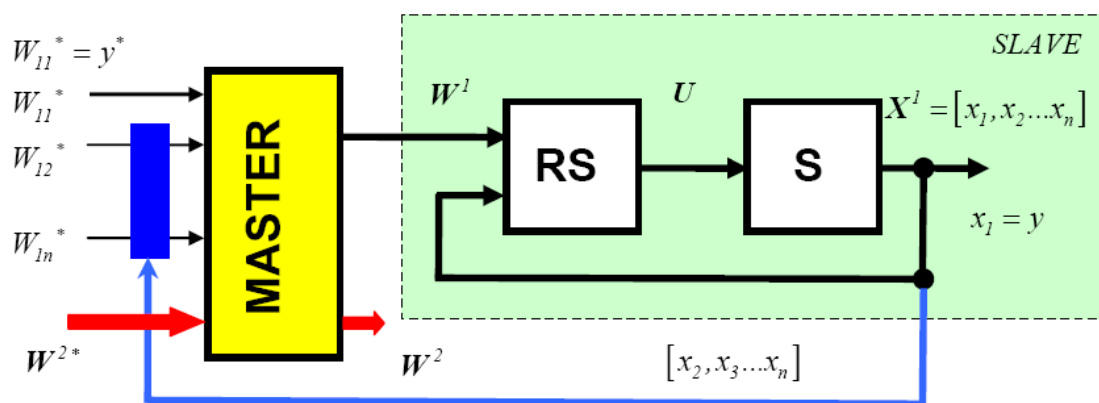 W₁₁* = y*
W₁₁*
W₁₂*
W₁ₙ*
W²*
MASTER
W²
W¹
SLAVE
RS
U
S
X¹ = [x₁, x₂...xₙ]
x₁ = y
[x₂, x₃...xₙ]